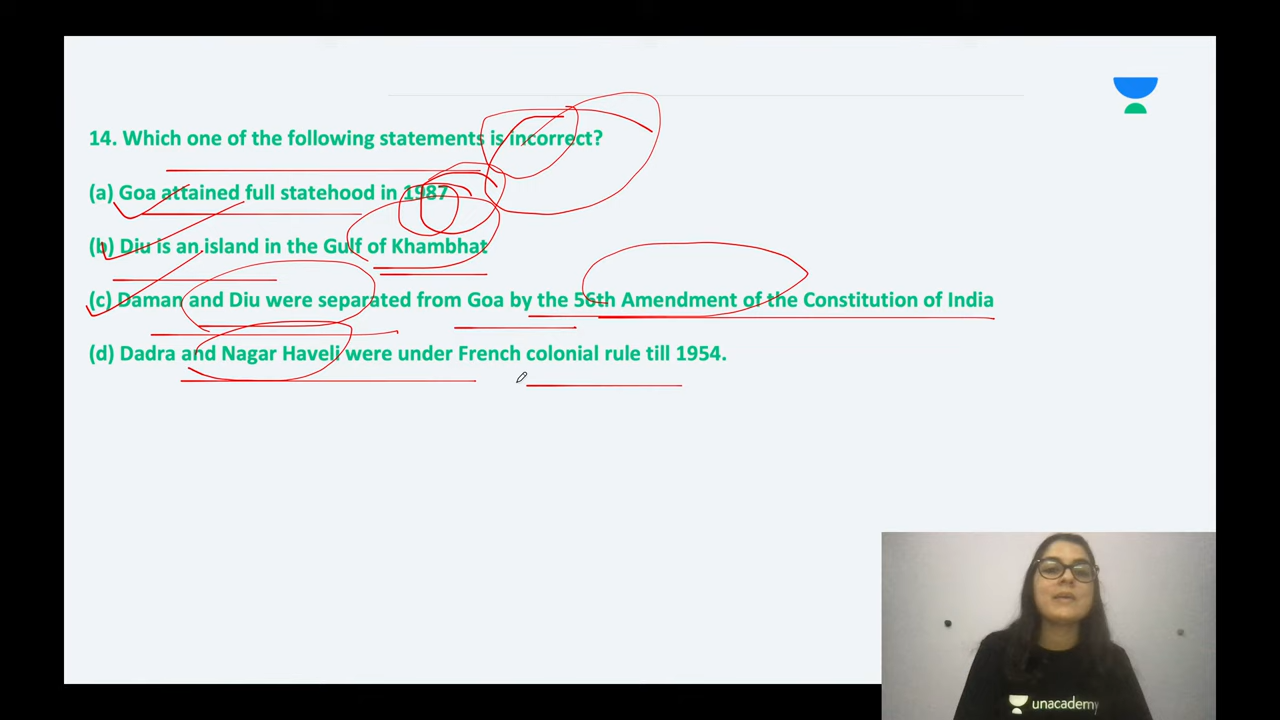 14. Which one of the following statements is incorrect?
(a) Goa attained full statehood in 1987
(b) Diu is an island in the Gulf of Khambhat
(c) Daman and Diu were separated from Goa by the 56th Amendment of the Constitution of India
(d) Dadra and Nagar Haveli were under French colonial rule till 1954.
unacademy